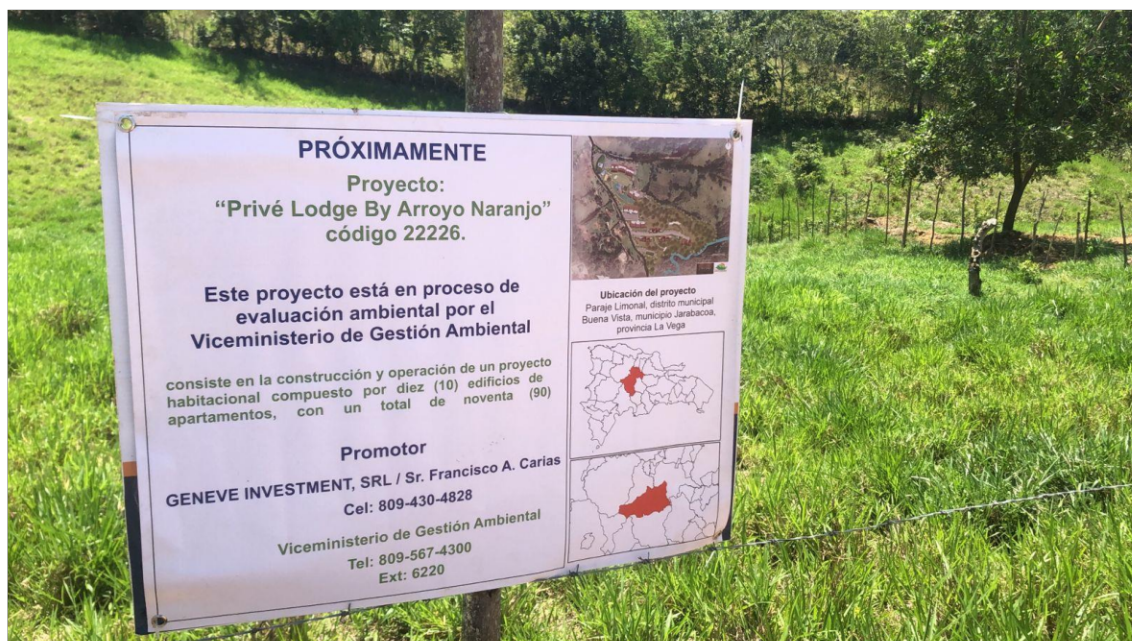 PRÓXIMAMENTE
Proyecto:
“Privé Lodge By Arroyo Naranjo”
código 22226.
Este proyecto está en proceso de
evaluación ambiental por el
Viceministerio de Gestión Ambiental
consiste en la construcción y operación de un proyecto
habitacional compuesto por diez (10) edificios de
apartamentos, con un total de noventa (90)
Promotor
GENEVE INVESTMENT, SRL / Sr. Francisco A. Carias
Cel: 809-430-4828
Viceministerio de Gestión Ambiental
Tel: 809-567-4300
Ext: 6220
Ubicación del proyecto
Paraje Limonal, distrito municipal
Buena Vista, municipio Jarabacoa,
provincia La Vega